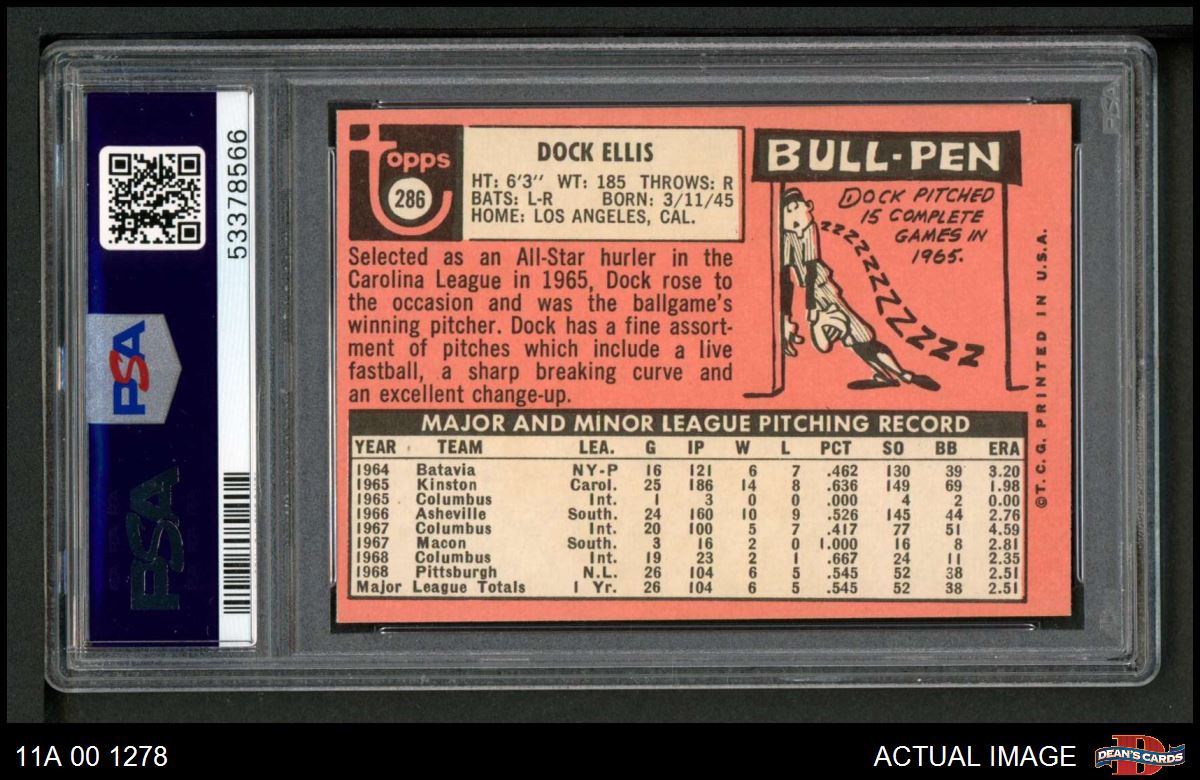 53378566
PSA
PSA
PSA
topps
286
DOCK ELLIS
HT: 6'3" WT: 185 THROWS: R
BATS: L-R BORN: 3/11/45
HOME: LOS ANGELES, CAL.
Selected as an All-Star hurler in the
Carolina League in 1965, Dock rose to
the occasion and was the ballgame's
winning pitcher. Dock has a fine assort-
ment of pitches which include a live
fastball, a sharp breaking curve and
an excellent change-up.
BULL-PEN
DOCK PITCHED
15 COMPLETE
GAMES IN
1965.
ZZZZZZZZZZZZZ
©T.C.G. PRINTED IN U.S.A.
MAJOR AND MINOR LEAGUE PITCHING RECORD
YEAR TEAM LEA. G IP W L PCT SO BB ERA
1964 Batavia NY-P 16 121 6 7 .462 130 39 3.20
1965 Kinston Carol. 25 186 14 8 .636 149 69 1.98
1965 Columbus Int. 1 3 0 0 .000 4 2 0.00
1966 Asheville South. 24 160 10 9 .526 145 44 2.76
1967 Columbus Int. 20 100 5 7 .417 77 51 4.59
1967 Macon South. 3 16 2 0 1.000 16 8 2.81
1968 Columbus Int. 19 23 2 1 .667 24 11 2.35
1968 Pittsburgh N.L. 26 104 6 5 .545 52 38 2.51
Major League Totals 1 Yr. 26 104 6 5 .545 52 38 2.51
11A 00 1278
ACTUAL IMAGE
DEAN'S CARDS